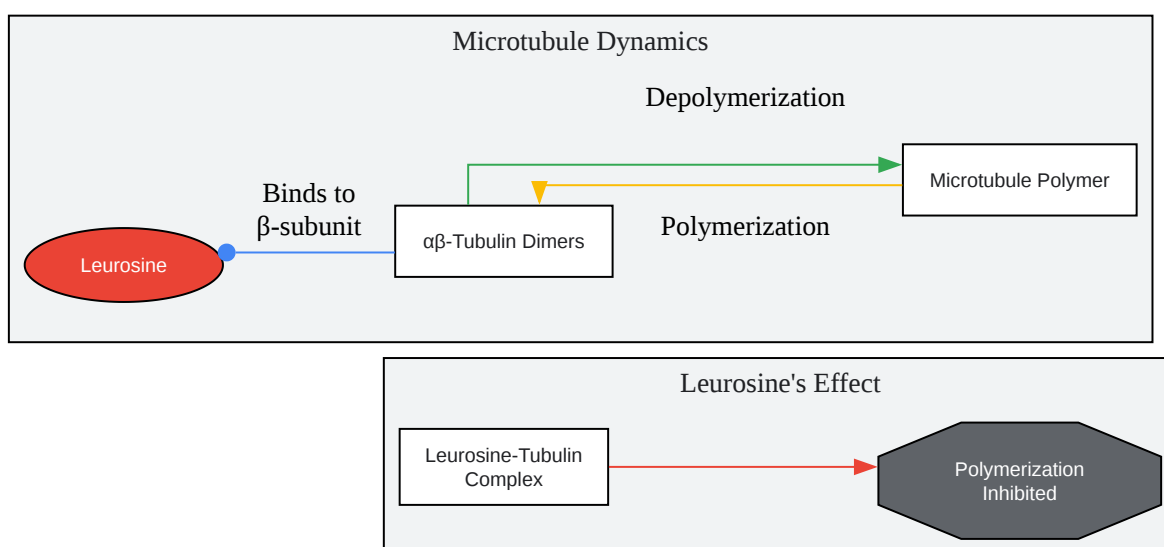 Microtubule Dynamics
Depolymerization
Microtubule Polymer
Binds to
β-subunit
αβ-Tubulin Dimers
Polymerization
Leurosine
Leurosine's Effect
Leurosine-Tubulin
Complex
Polymerization
Inhibited